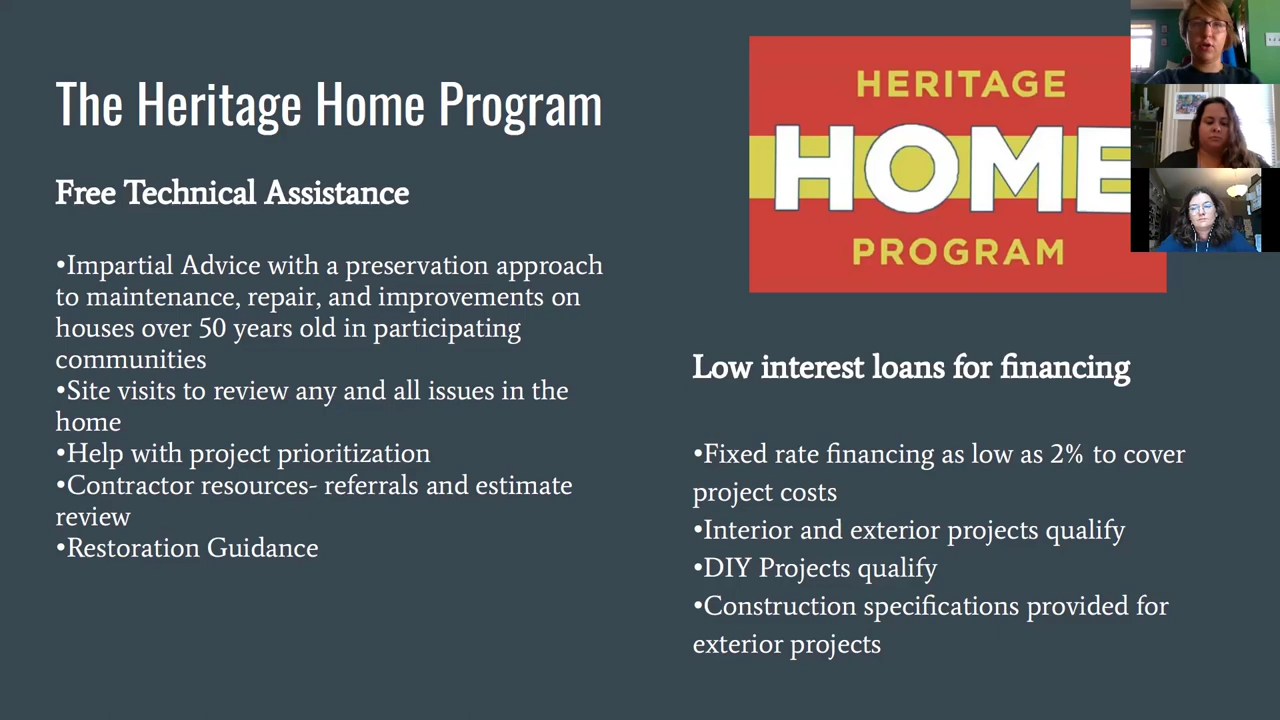 The Heritage Home Program
Free Technical Assistance
•Impartial Advice with a preservation approach
to maintenance, repair, and improvements on
houses over 50 years old in participating
communities
•Site visits to review any and all issues in the
home
•Help with project prioritization
•Contractor resources- referrals and estimate
review
•Restoration Guidance
HERITAGE
HOME
PROGRAM
Low interest loans for financing
•Fixed rate financing as low as 2% to cover
project costs
•Interior and exterior projects qualify
•DIY Projects qualify
•Construction specifications provided for
exterior projects